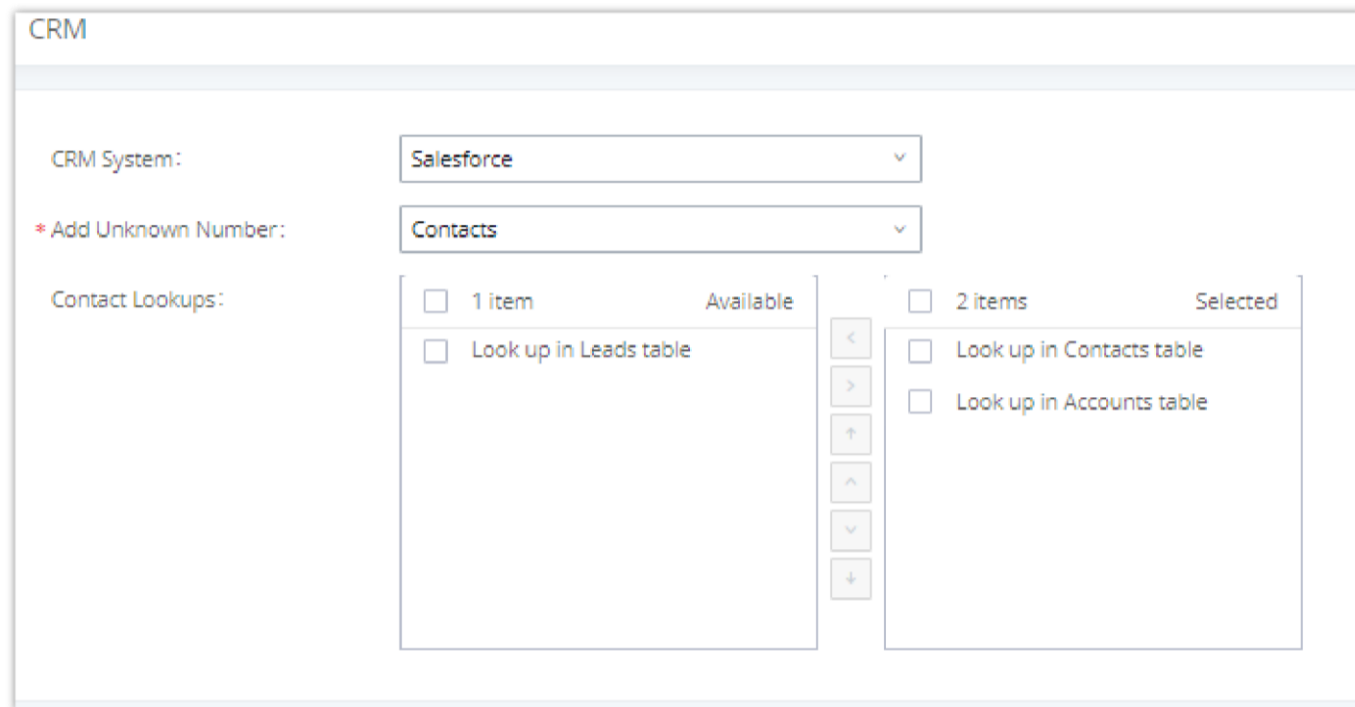 CRM
CRM System: Salesforce
* Add Unknown Number: Contacts
Contact Lookups: 1 item Available 2 items Selected
Look up in Leads table Look up in Contacts table
Look up in Accounts table